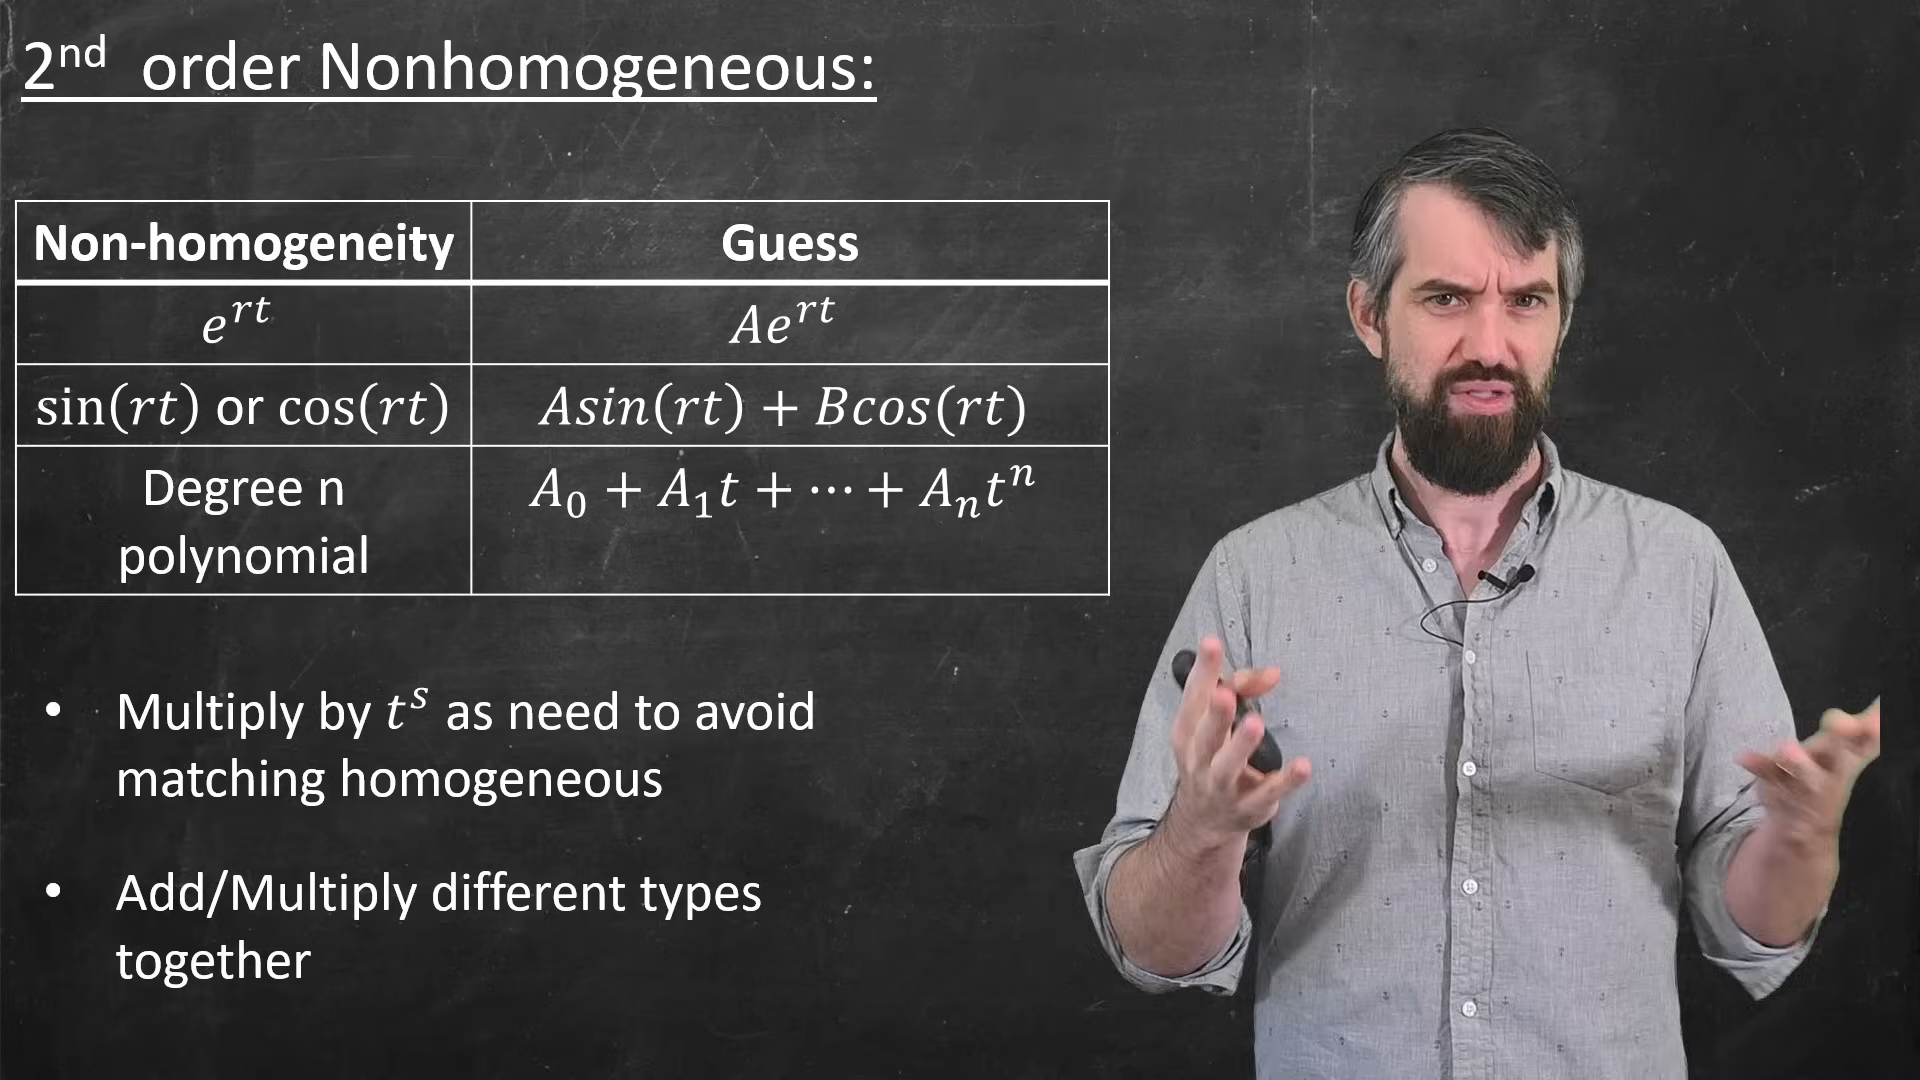 2nd order Nonhomogeneous:
Non-homogeneity Guess
e^{rt} Ae^{rt}
sin(rt) or cos(rt) Asin(rt) + Bcos(rt)
Degree n A_0 + A_1t + ⋯ + A_nt^n
polynomial
• Multiply by t^s as need to avoid
matching homogeneous
• Add/Multiply different types
together